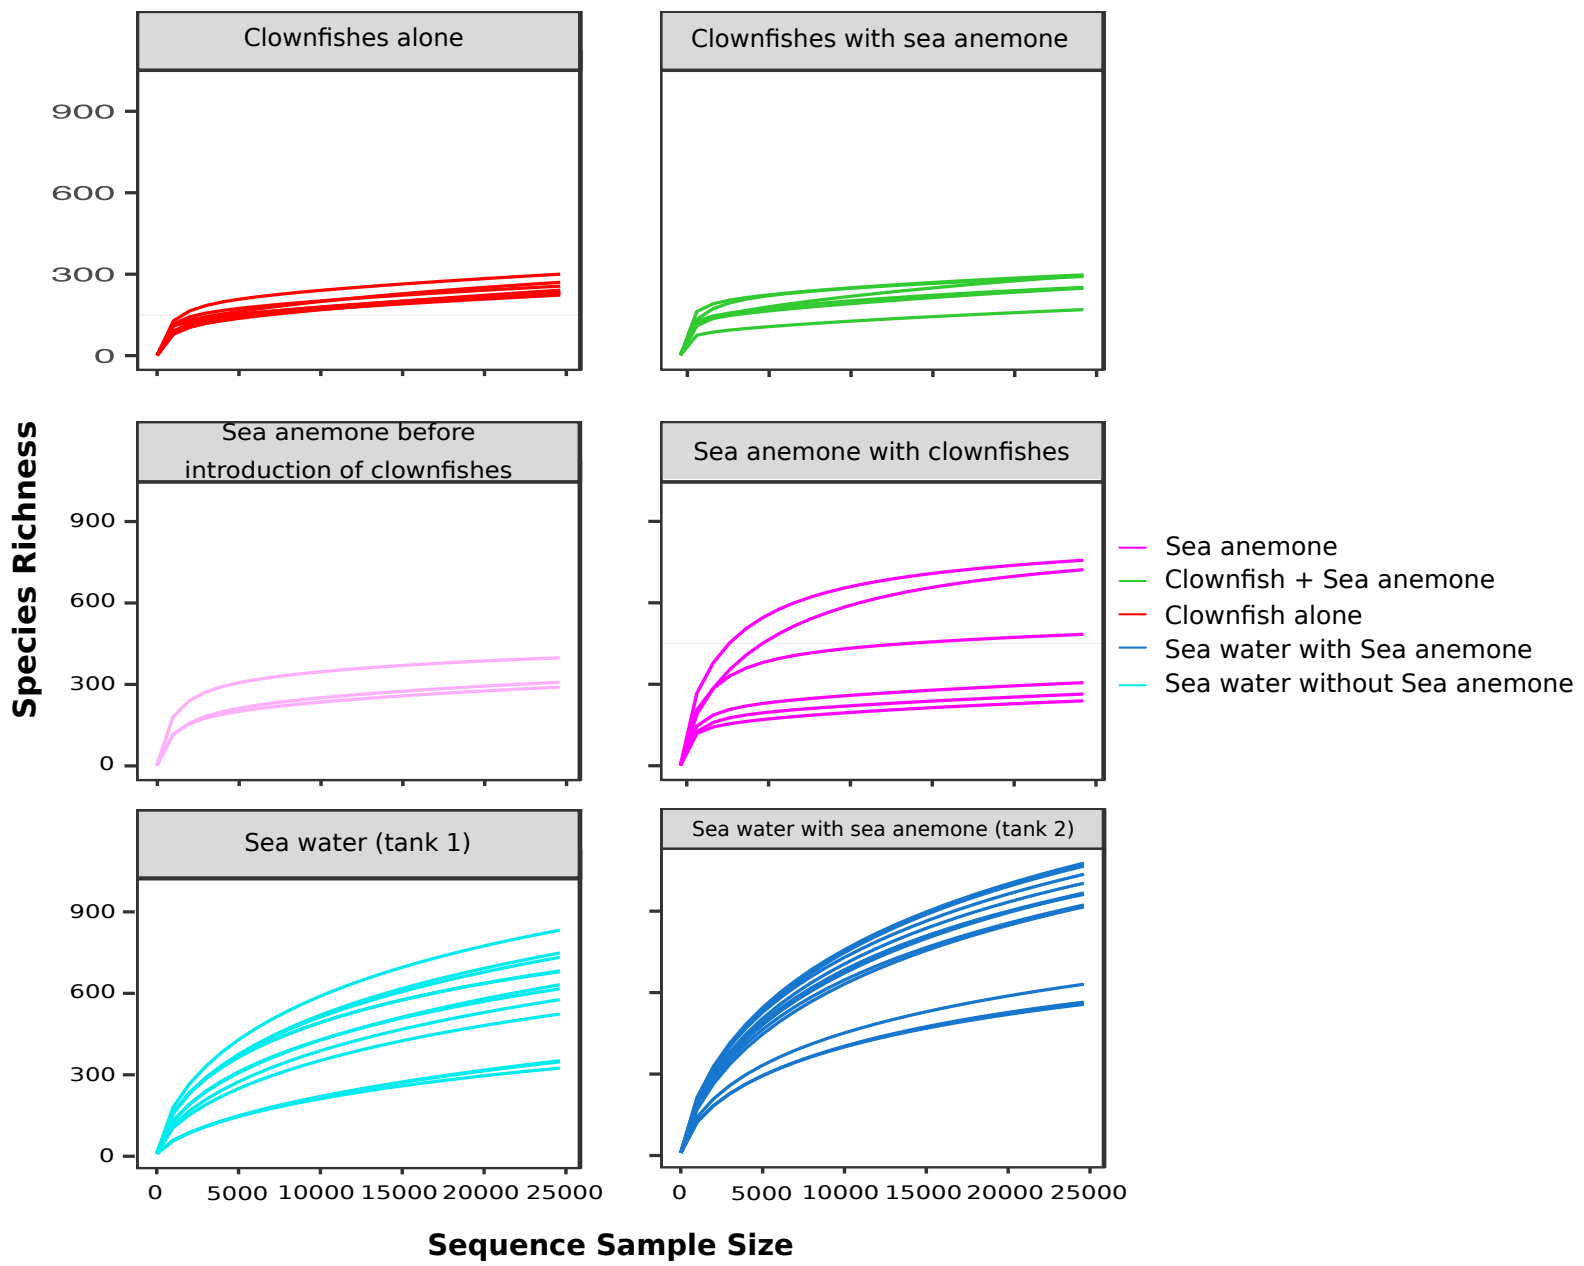 Clownfishes alone
Clownfishes with sea anemone
900
600
300
0
Sea anemone before
introduction of clownfishes
Sea anemone with clownfishes
900
600
300
0
Species Richness
Sea anemone
Clownfish + Sea anemone
Clownfish alone
Sea water with Sea anemone
Sea water without Sea anemone
Sea water (tank 1)
Sea water with sea anemone (tank 2)
900
600
300
0
0 5000 10000 15000 20000 25000
0 5000 10000 15000 20000 25000
Sequence Sample Size